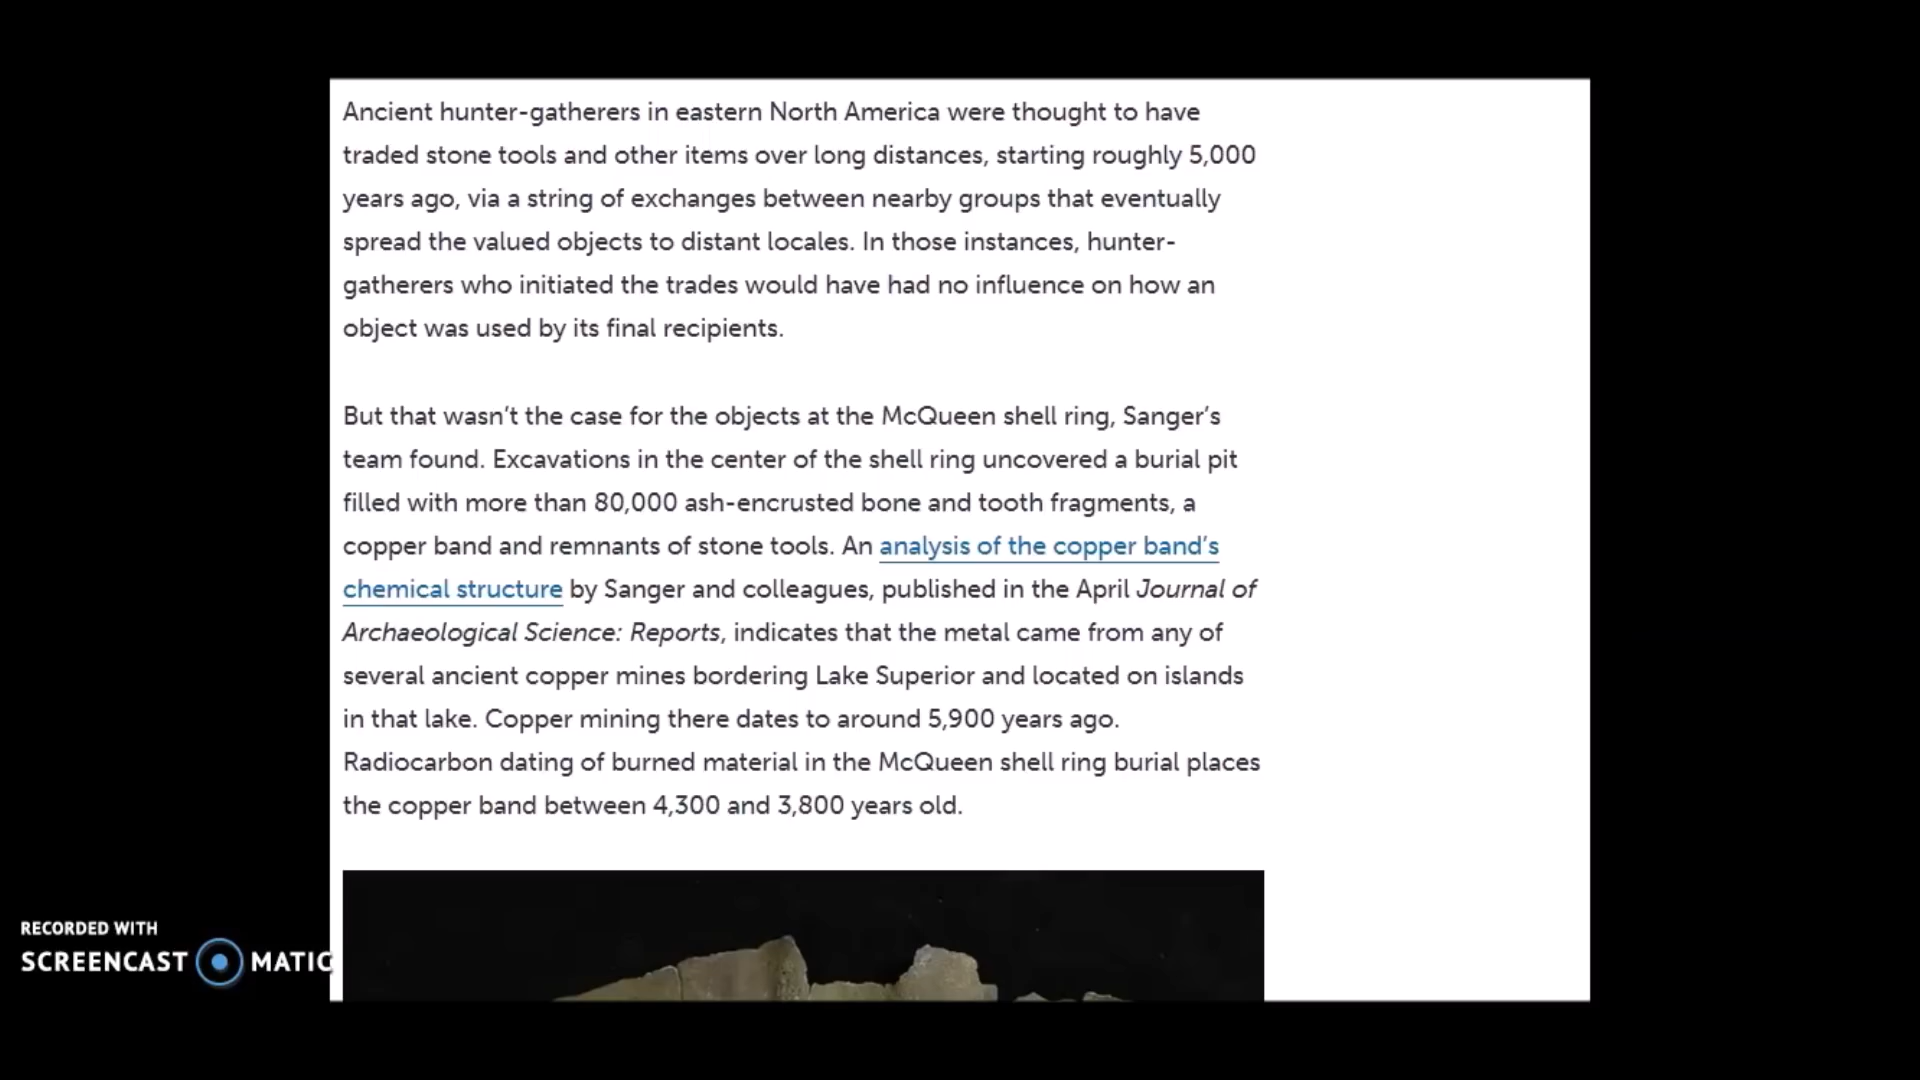 Ancient hunter-gatherers in eastern North America were thought to have
traded stone tools and other items over long distances, starting roughly 5,000
years ago, via a string of exchanges between nearby groups that eventually
spread the valued objects to distant locales. In those instances, hunter-
gatherers who initiated the trades would have had no influence on how an
object was used by its final recipients.
But that wasn’t the case for the objects at the McQueen shell ring, Sanger’s
team found. Excavations in the center of the shell ring uncovered a burial pit
filled with more than 80,000 ash-encrusted bone and tooth fragments, a
copper band and remnants of stone tools. An analysis of the copper band’s
chemical structure by Sanger and colleagues, published in the April Journal of
Archaeological Science: Reports, indicates that the metal came from any of
several ancient copper mines bordering Lake Superior and located on islands
in that lake. Copper mining there dates to around 5,900 years ago.
Radiocarbon dating of burned material in the McQueen shell ring burial places
the copper band between 4,300 and 3,800 years old.
RECORDED WITH
SCREENCAST MATIC